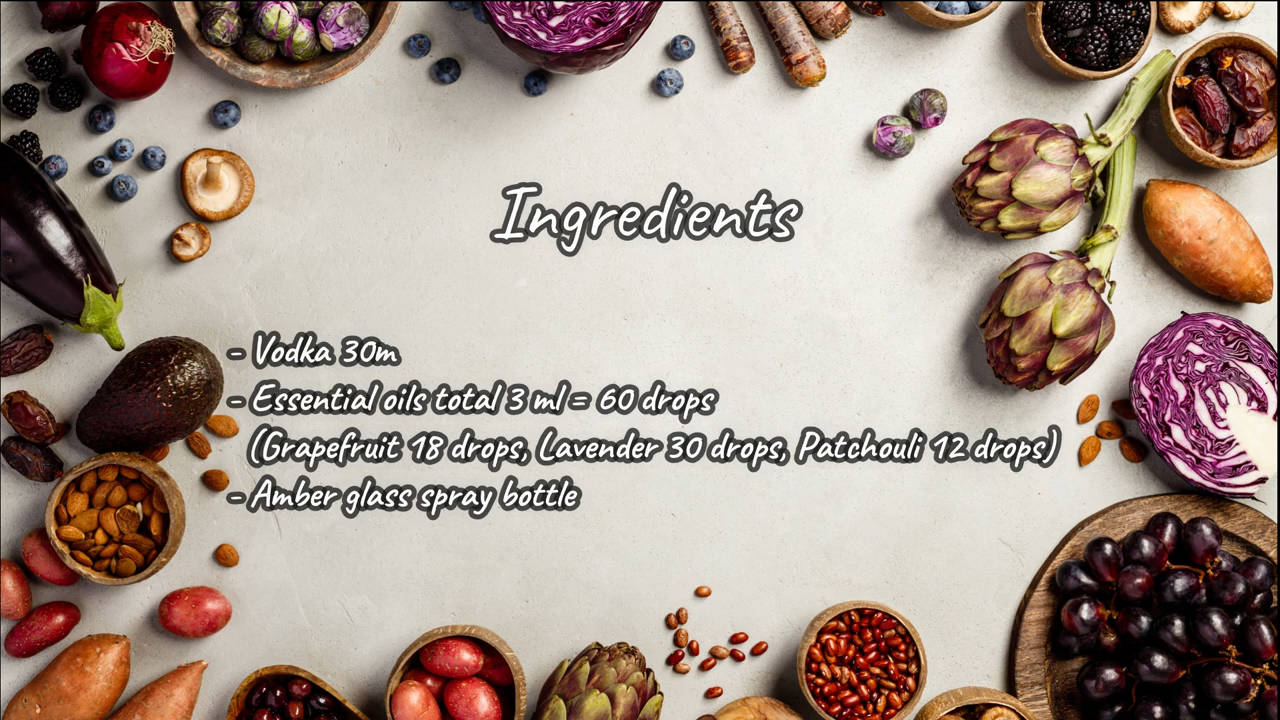 Ingredients
- Vodka 30m
- Essential oils total 3 ml = 60 drops
(Grapefruit 18 drops, Lavender 30 drops, Patchouli 12 drops)
- Amber glass spray bottle